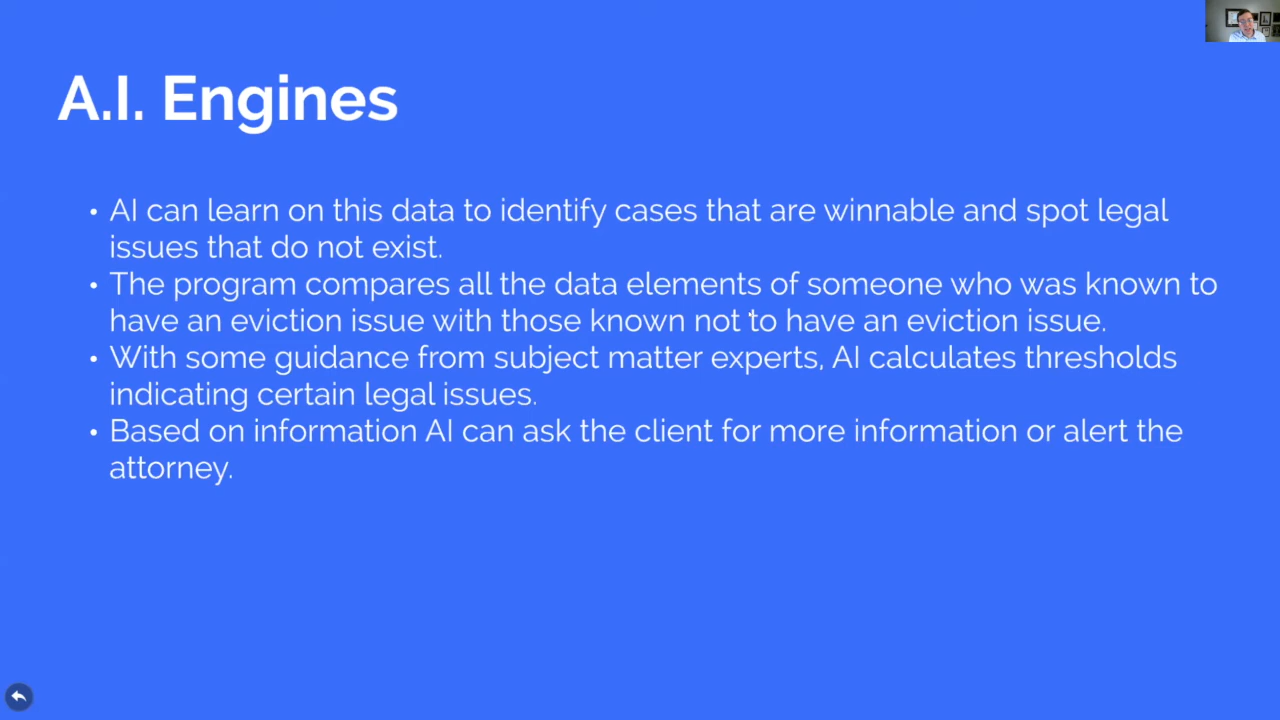 A.I. Engines
• AI can learn on this data to identify cases that are winnable and spot legal
issues that do not exist.
• The program compares all the data elements of someone who was known to
have an eviction issue with those known not to have an eviction issue.
• With some guidance from subject matter experts, AI calculates thresholds
indicating certain legal issues.
• Based on information AI can ask the client for more information or alert the
attorney.